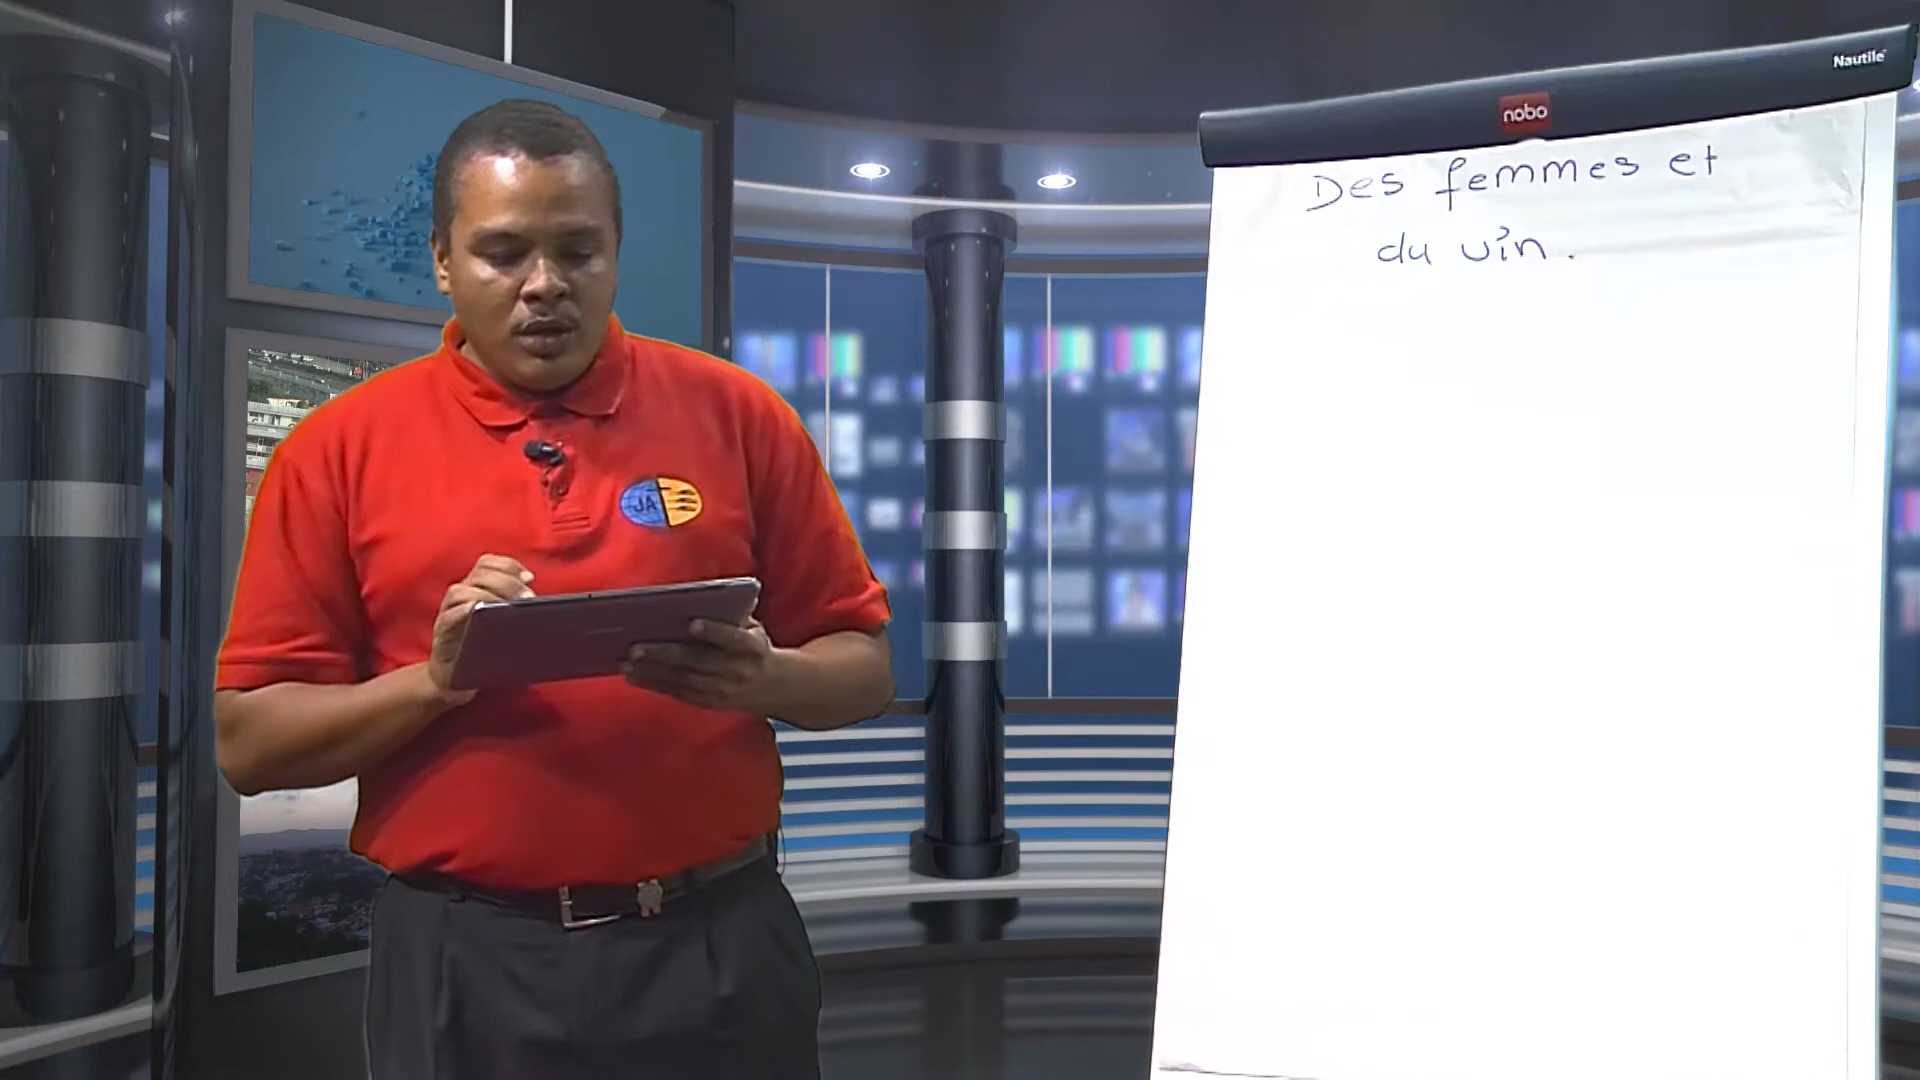 Nautile
nobo
Des femmes et
du vin.
JA